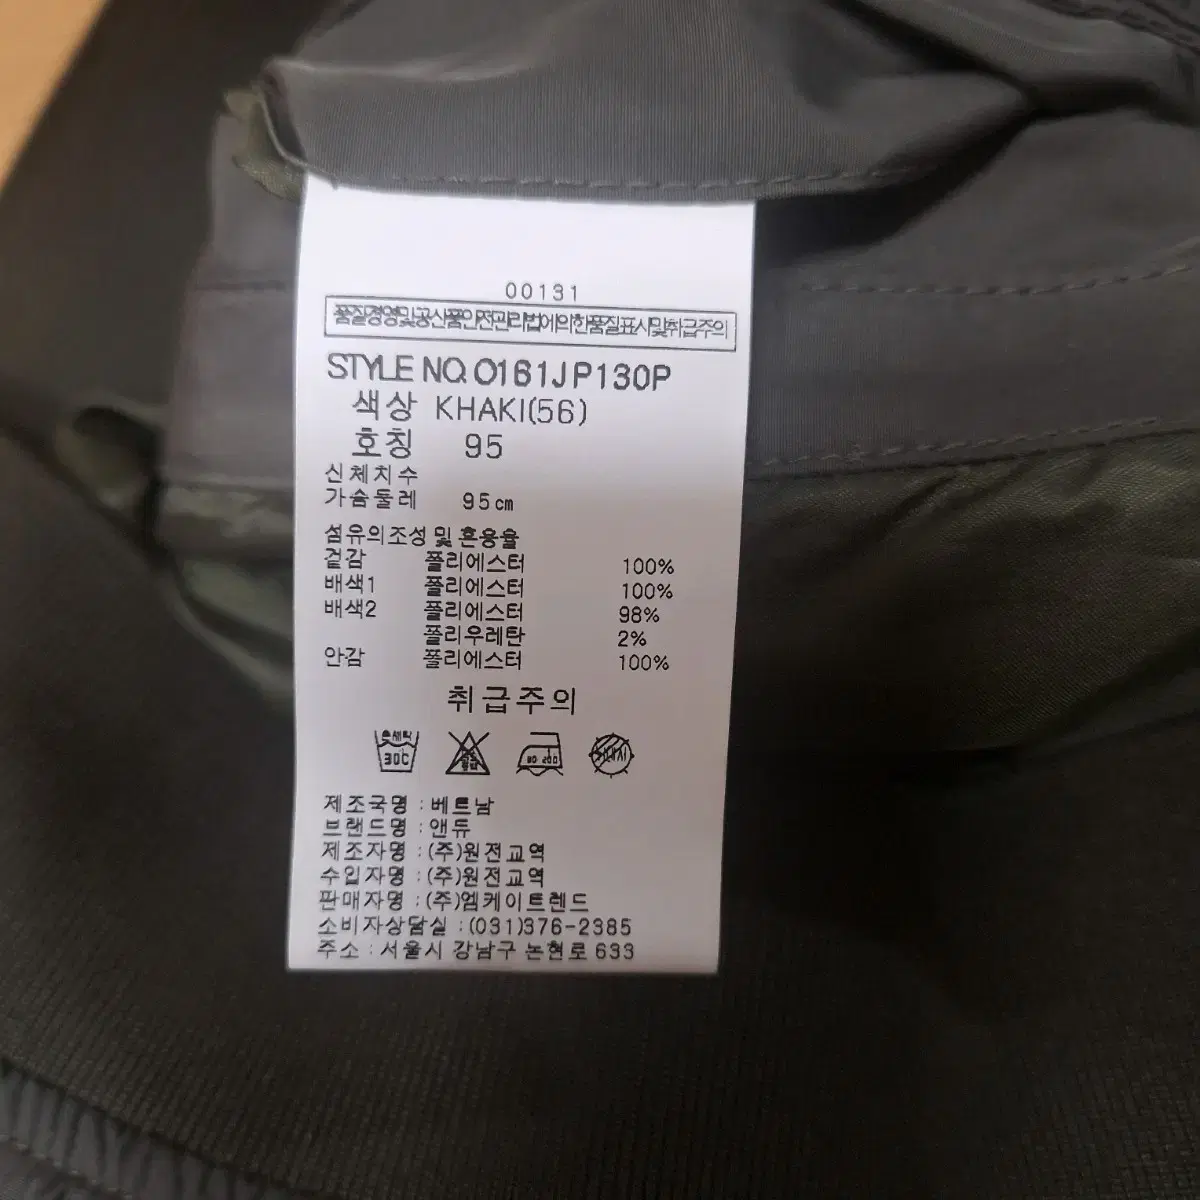 00131
품질경영및공산품안전관리법에의한품질표시및취급주의
STYLE NO. O161JP130P
색상 KHAKI(56)
호칭 95
신체치수
가슴둘레 95cm
섬유의조성 및 혼용율
겉감 폴리에스터 100%
배색1 폴리에스터 100%
배색2 폴리에스터 98%
폴리우레탄 2%
안감 폴리에스터 100%
취급주의
손세탁
30C
제조국명 : 베트남
브랜드명 : 앤듀
제조자명 : (주)원전교역
수입자명 : (주)원전교역
판매자명 : (주)엠케이트렌드
소비자상담실 : (031)376-2385
주소 : 서울시 강남구 논현로 633